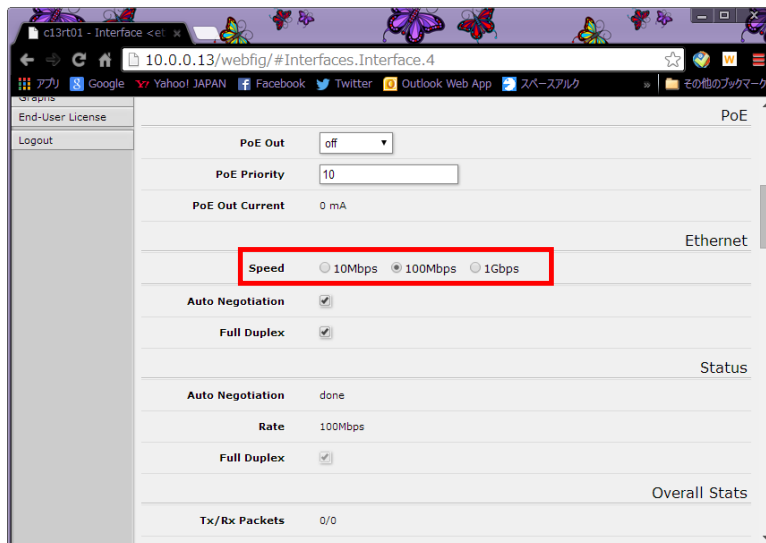 c13rt01 - Interface <et
10.0.0.13/webfig/#Interfaces.Interface.4
アプリ Google Yahoo! JAPAN Facebook Twitter Outlook Web App スペースアルク » その他のブックマーク
Graphs
End-User License
Logout
PoE
PoE Out off
PoE Priority 10
PoE Out Current 0 mA
Ethernet
Speed 10Mbps 100Mbps 1Gbps
Auto Negotiation
Full Duplex
Status
Auto Negotiation done
Rate 100Mbps
Full Duplex
Overall Stats
Tx/Rx Packets 0/0